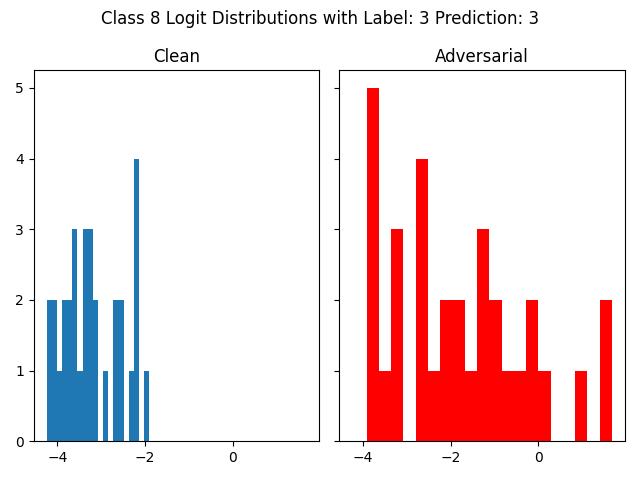 Class 8 Logit Distributions with Label: 3 Prediction: 3
Clean
Adversarial
5
4
3
2
1
0
−4 −2 0
−4 −2 0